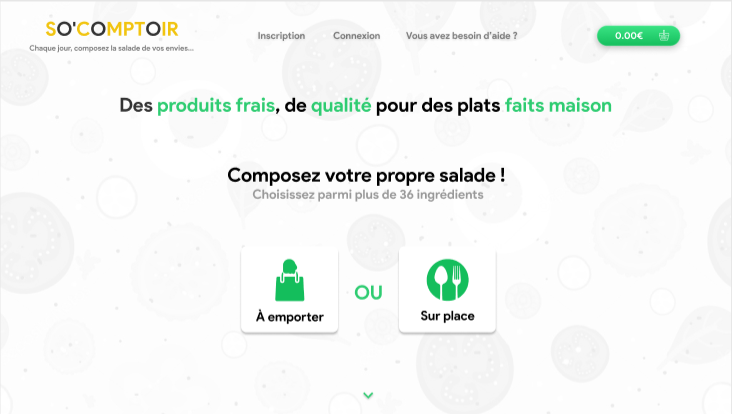 SO'COMPTOIR
Chaque jour, composez la salade de vos envies...
Inscription
Connexion
Vous avez besoin d'aide ?
0.00€
Des produits frais, de qualité pour des plats faits maison
Composez votre propre salade !
Choisissez parmi plus de 36 ingrédients
À emporter
OU
Sur place